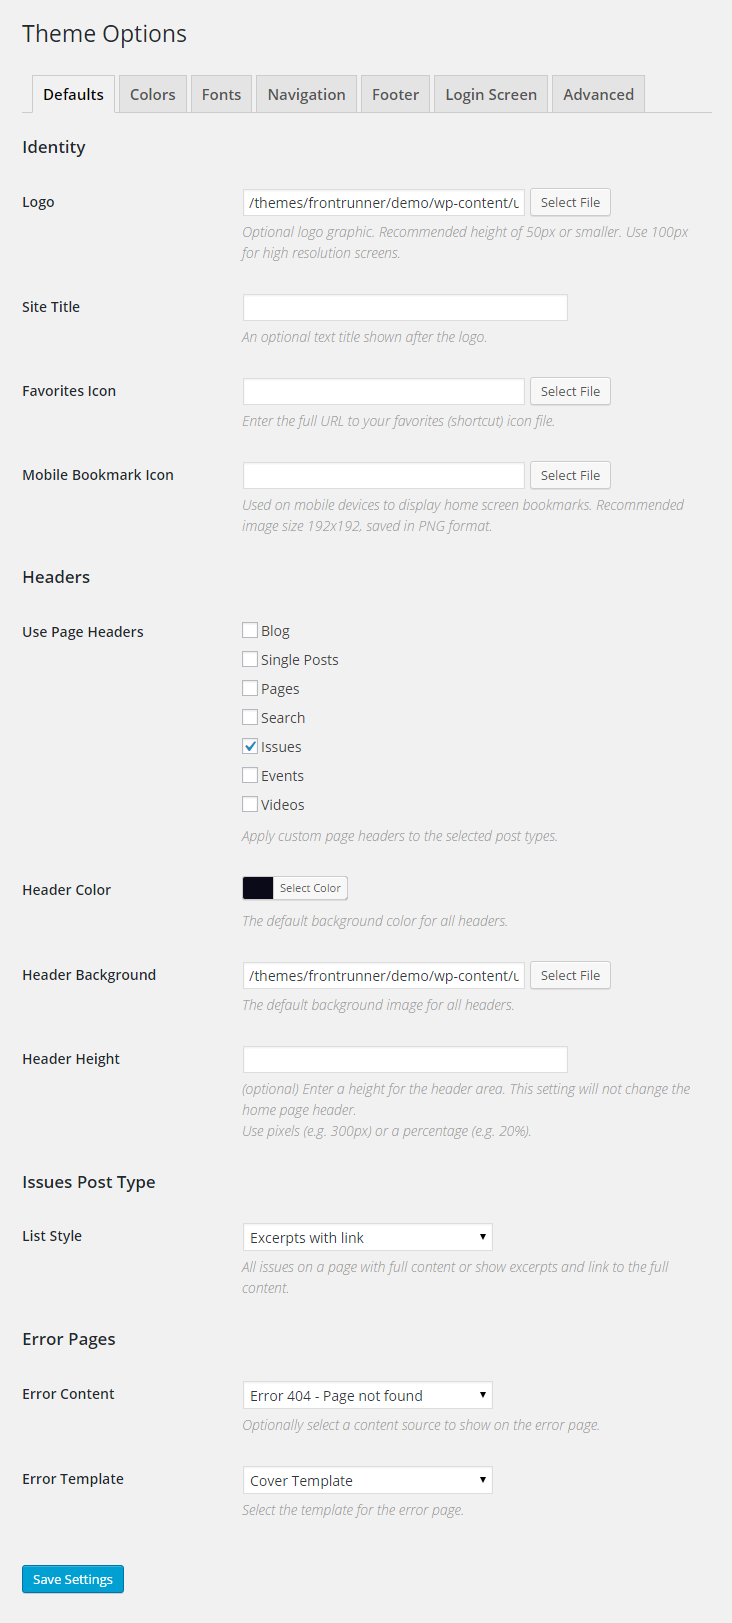 Theme Options
Defaults Colors Fonts Navigation Footer Login Screen Advanced
Identity
Logo /themes/frontrunner/demo/wp-content/u Select File
Optional logo graphic. Recommended height of 50px or smaller. Use 100px
for high resolution screens.
Site Title
An optional text title shown after the logo.
Favorites Icon Select File
Enter the full URL to your favorites (shortcut) icon file.
Mobile Bookmark Icon Select File
Used on mobile devices to display home screen bookmarks. Recommended
image size 192x192, saved in PNG format.
Headers
Use Page Headers Blog
Single Posts
Pages
Search
Issues
Events
Videos
Apply custom page headers to the selected post types.
Header Color Select Color
The default background color for all headers.
Header Background /themes/frontrunner/demo/wp-content/u Select File
The default background image for all headers.
Header Height
(optional) Enter a height for the header area. This setting will not change the
home page header.
Use pixels (e.g. 300px) or a percentage (e.g. 20%).
Issues Post Type
List Style Excerpts with link
All issues on a page with full content or show excerpts and link to the full
content.
Error Pages
Error Content Error 404 - Page not found
Optionally select a content source to show on the error page.
Error Template Cover Template
Select the template for the error page.
Save Settings